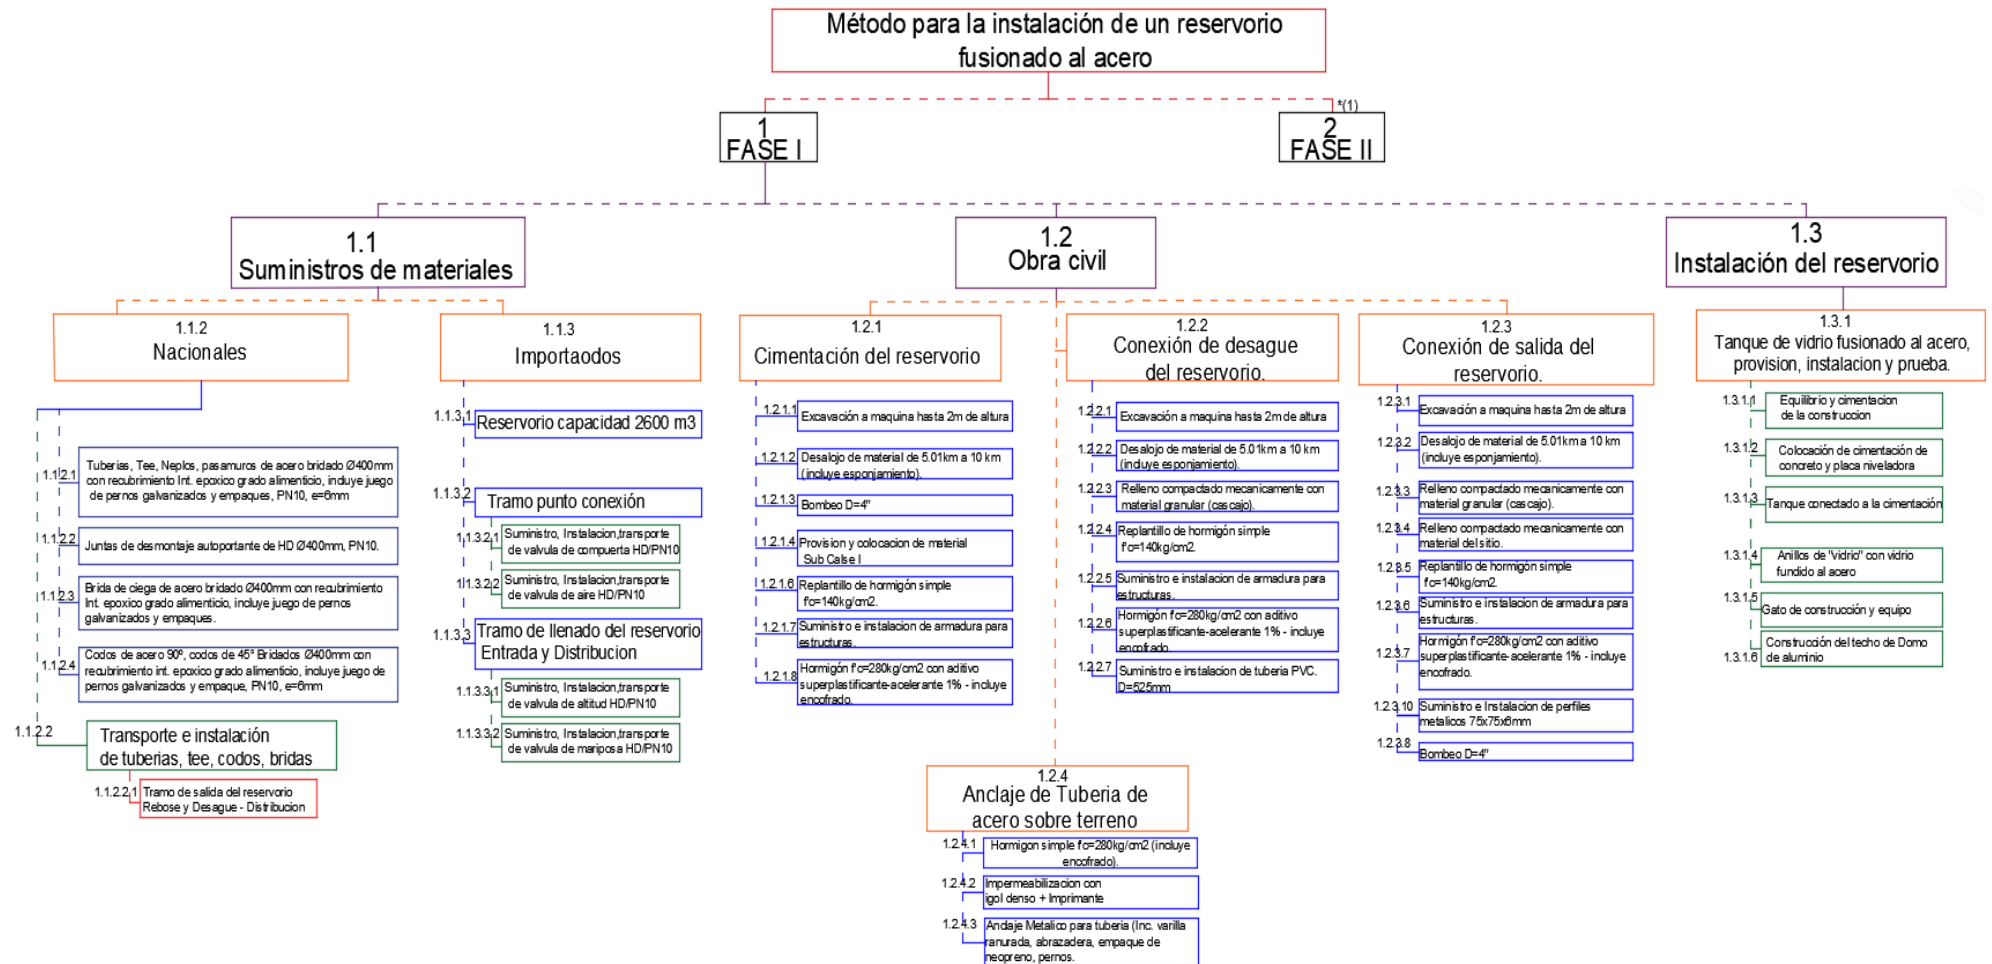 Método para la instalación de un reservorio
fusionado al acero
*(1)
1
FASE I
2
FASE II
1.1
Suministros de materiales
1.2
Obra civil
1.3
Instalación del reservorio
1.1.2
Nacionales
1.1.2.1
Tuberias, Tee, Neplos, pasamuros de acero bridado Ø400mm
con recubrimiento Int. epoxico grado alimenticio, incluye juego
de pernos galvanizados y empaques, PN10, e=6mm
1.1.2.2
Juntas de desmontaje autoportante de HD Ø400mm, PN10.
1.1.2.3
Brida de ciega de acero bridado Ø400mm con recubrimiento
Int. epoxico grado alimenticio, incluye juego de pernos
galvanizados y empaques.
1.1.2.4
Codos de acero 90º, codos de 45° Bridados Ø400mm con
recubrimiento int. epoxico grado alimenticio, incluye juego de
pernos galvanizados y empaque, PN10, e=6mm
1.1.2.2
Transporte e instalación
de tuberias, tee, codos, bridas
1.1.2.2.1
Tramo de salida del reservorio
Rebose y Desague - Distribucion
1.1.3
Importaodos
1.1.3.1
Reservorio capacidad 2600 m3
1.1.3.2
Tramo punto conexión
1.1.3.2.1
Suministro, Instalacion,transporte
de valvula de compuerta HD/PN10
1.1.3.2.2
Suministro, Instalacion,transporte
de valvula de aire HD/PN10
1.1.3.3
Tramo de llenado del reservorio
Entrada y Distribucion
1.1.3.3.1
Suministro, Instalacion,transporte
de valvula de altitud HD/PN10
1.1.3.3.2
Suministro, Instalacion,transporte
de valvula de mariposa HD/PN10
1.2.1
Cimentación del reservorio
1.2.1.1
Excavación a maquina hasta 2m de altura
1.2.1.2
Desalojo de material de 5.01km a 10 km
(incluye esponjamiento).
1.2.1.3
Bombeo D=4"
1.2.1.4
Provision y colocacion de material
Sub Calse I
1.2.1.6
Replantillo de hormigón simple
f'c=140kg/cm2.
1.2.1.7
Suministro e instalacion de armadura para
estructuras.
1.2.1.8
Hormigón f'c=280kg/cm2 con aditivo
superplastificante-acelerante 1% - incluye
encofrado.
1.2.2
Conexión de desague
del reservorio.
1.2.2.1
Excavación a maquina hasta 2m de altura
1.2.2.2
Desalojo de material de 5.01km a 10 km
(incluye esponjamiento).
1.2.2.3
Relleno compactado mecanicamente con
material granular (cascajo).
1.2.2.4
Replantillo de hormigón simple
f'c=140kg/cm2.
1.2.2.5
Suministro e instalacion de armadura para
estructuras.
1.2.2.6
Hormigón f'c=280kg/cm2 con aditivo
superplastificante-acelerante 1% - incluye
encofrado.
1.2.2.7
Suministro e instalacion de tuberia PVC.
D=525mm
1.2.3
Conexión de salida del
reservorio.
1.2.3.1
Excavación a maquina hasta 2m de altura
1.2.3.2
Desalojo de material de 5.01km a 10 km
(incluye esponjamiento).
1.2.3.3
Relleno compactado mecanicamente con
material granular (cascajo).
1.2.3.4
Relleno compactado mecanicamente con
material del sitio.
1.2.3.5
Replantillo de hormigón simple
f'c=140kg/cm2.
1.2.3.6
Suministro e instalacion de armadura para
estructuras.
1.2.3.7
Hormigón f'c=280kg/cm2 con aditivo
superplastificante-acelerante 1% - incluye
encofrado.
1.2.3.10
Suministro e Instalacion de perfiles
metalicos 75x75x6mm
1.2.3.8
Bombeo D=4"
1.2.4
Anclaje de Tuberia de
acero sobre terreno
1.2.4.1
Hormigon simple f'c=280kg/cm2 (incluye
encofrado).
1.2.4.2
Impermeabilizacion con
igol denso + Imprimante
1.2.4.3
Anclaje Metalico para tuberia (Inc. varilla
ranurada, abrazadera, empaque de
neopreno, pernos.
1.3.1
Tanque de vidrio fusionado al acero,
provision, instalacion y prueba.
1.3.1.1
Equilibrio y cimentacion
de la construccion
1.3.1.2
Colocación de cimentación de
concreto y placa niveladora
1.3.1.3
Tanque conectado a la cimentación
1.3.1.4
Anillos de "vidrio" con vidrio
fundido al acero
1.3.1.5
Gato de construcción y equipo
1.3.1.6
Construcción del techo de Domo
de aluminio